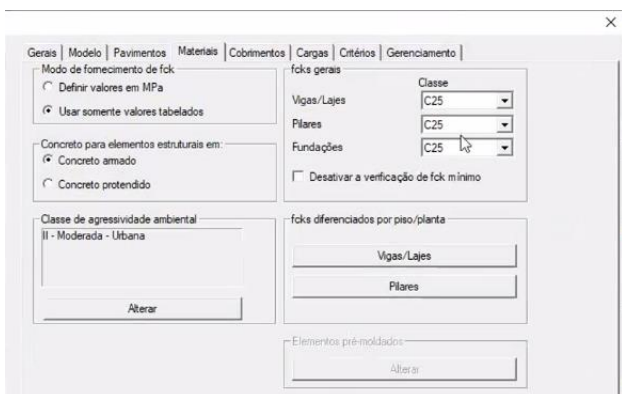 Gerais | Modelo | Pavimentos | Materiais | Cobrimentos | Cargas | Critérios | Gerenciamento |
Modo de fornecimento de fck
Definir valores em MPa
Usar somente valores tabelados
Concreto para elementos estruturais em:
Concreto armado
Concreto protendido
Classe de agressividade ambiental
II - Moderada - Urbana
Alterar
fcks gerais
Classe
Vigas/Lajes C25
Pilares C25
Fundações C25
Desativar a verificação de fck mínimo
fcks diferenciados por piso/planta
Vigas/Lajes
Pilares
Elementos pré-moldados
Alterar